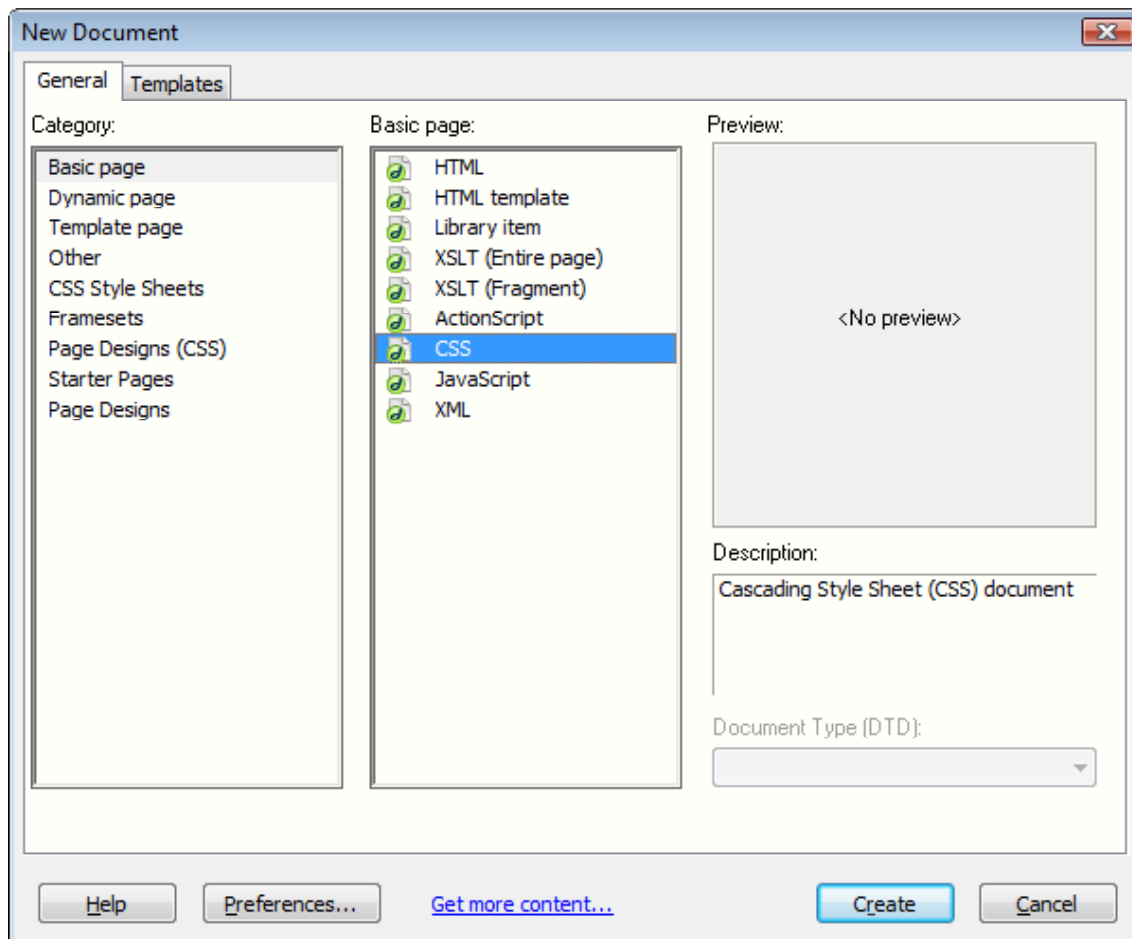 New Document
General
Templates
Category:
Basic page
Dynamic page
Template page
Other
CSS Style Sheets
Framesets
Page Designs (CSS)
Starter Pages
Page Designs
Basic page:
HTML
HTML template
Library item
XSLT (Entire page)
XSLT (Fragment)
ActionScript
CSS
JavaScript
XML
Preview:
<No preview>
Description:
Cascading Style Sheet (CSS) document
Document Type (DTD):
Help
Preferences...
Get more content...
Create
Cancel